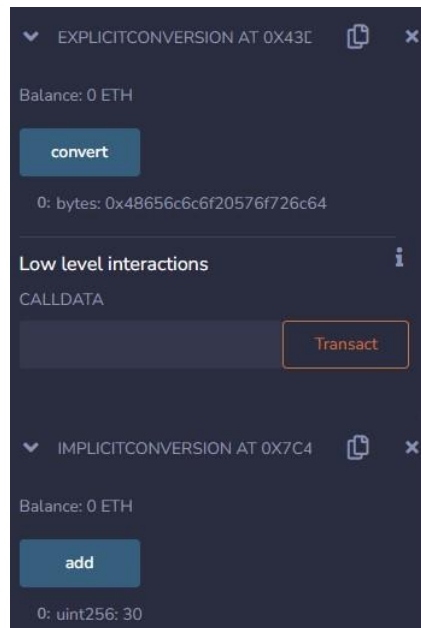 EXPLICITCONVERSION AT 0X43D
Balance: 0 ETH
convert
0: bytes: 0x48656c6c6f20576f726c64
Low level interactions
i
CALLDATA
Transact
IMPLICITCONVERSION AT 0X7C4
Balance: 0 ETH
add
0: uint256: 30